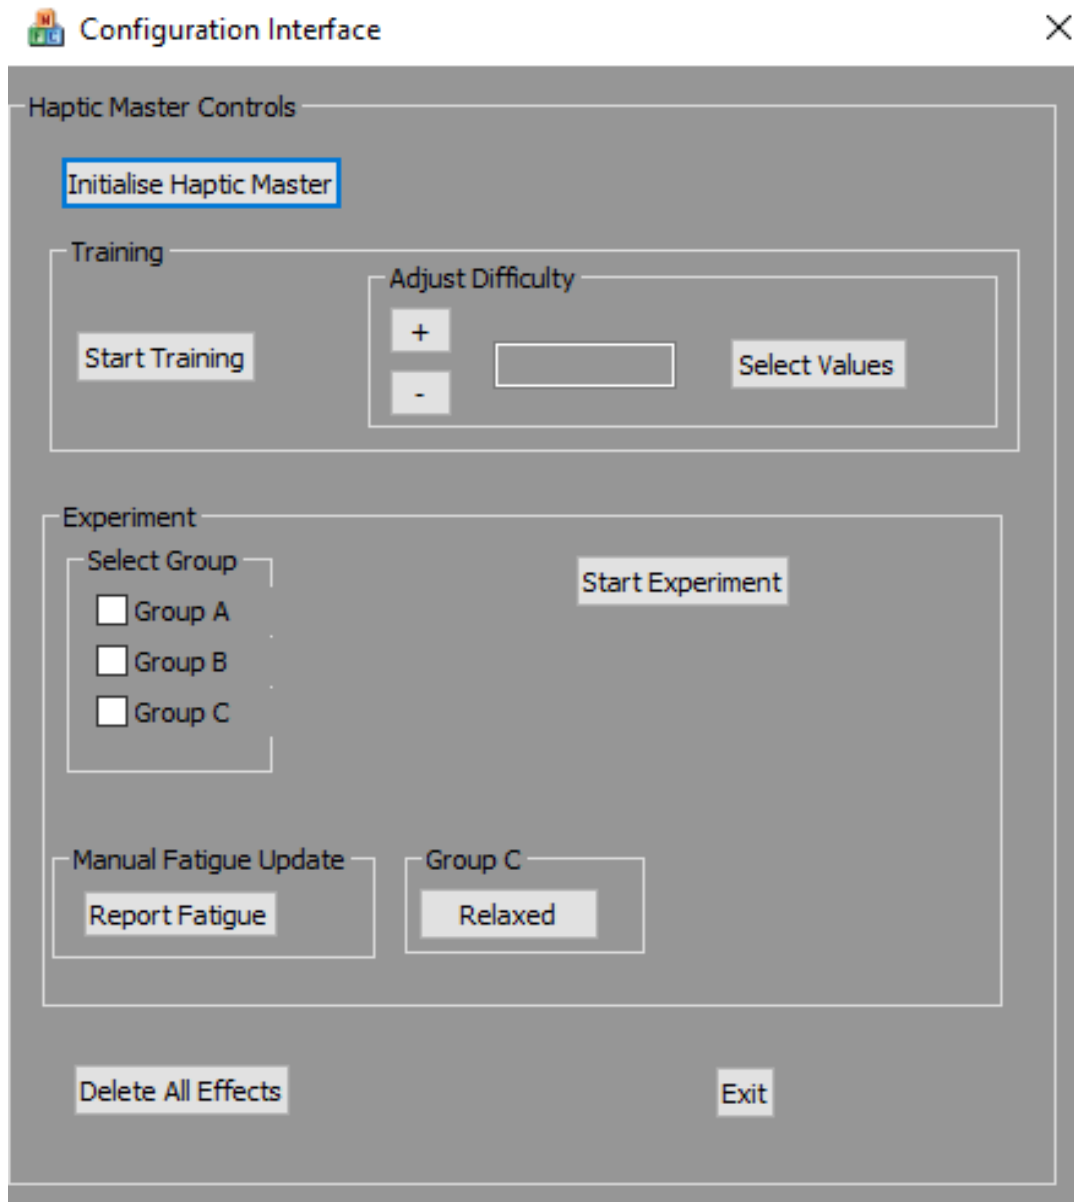 Configuration Interface
Haptic Master Controls
Initialise Haptic Master
Training
Adjust Difficulty
+
Start Training
Select Values
-
Experiment
Select Group
Start Experiment
Group A
Group B
Group C
Manual Fatigue Update
Group C
Report Fatigue
Relaxed
Delete All Effects
Exit